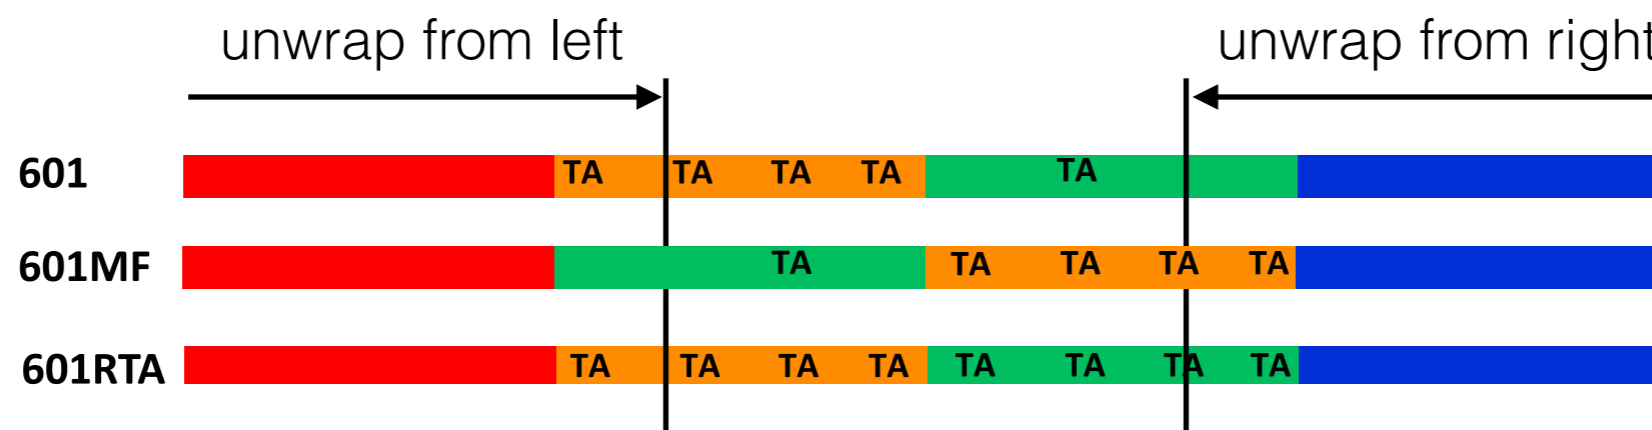 unwrap from left unwrap from right
601 TA TA TA TA TA
601MF TA TA TA TA TA
601RTA TA TA TA TA TA TA TA TA